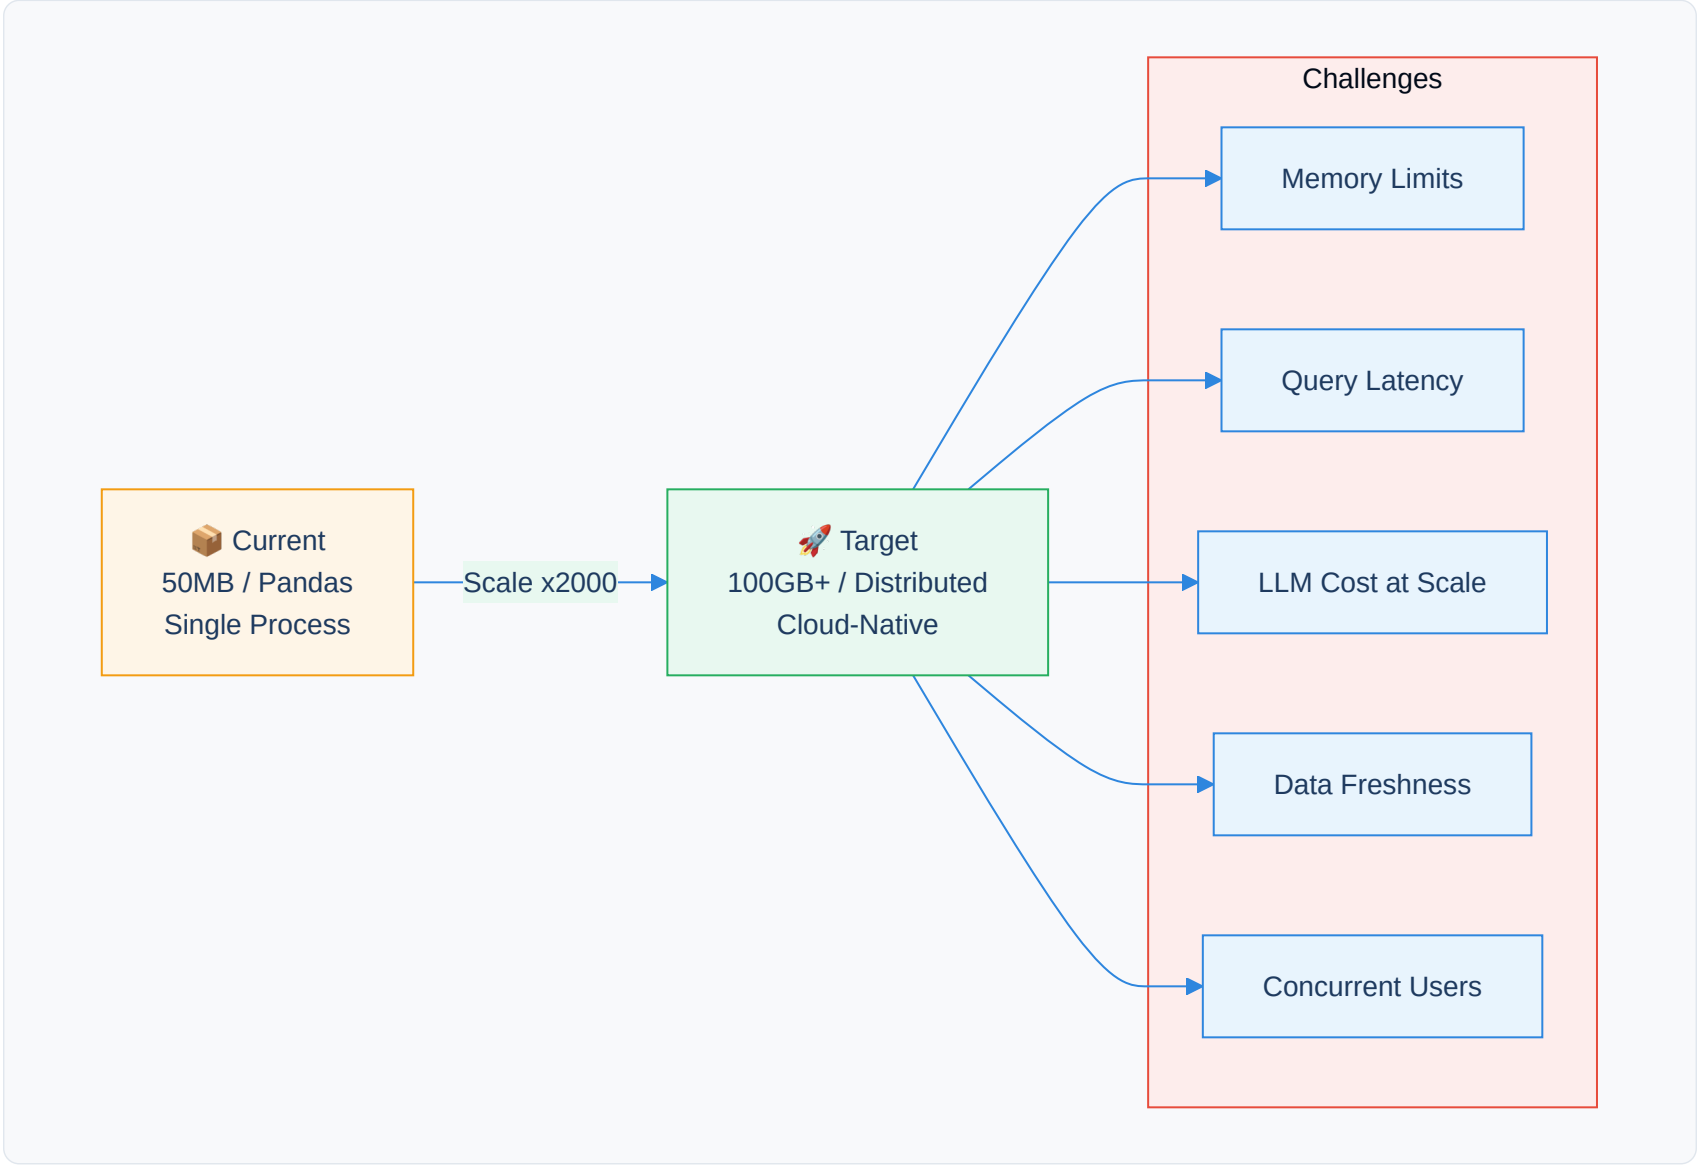 Challenges
Memory Limits
Query Latency
📦 Current
50MB / Pandas
Single Process
Scale x2000
🚀 Target
100GB+ / Distributed
Cloud-Native
LLM Cost at Scale
Data Freshness
Concurrent Users